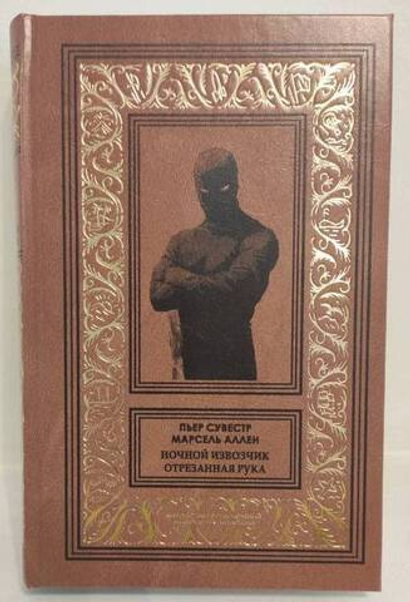 ПЬЕР СУВЕСТР
МАРСЕЛЬ АЛЛЕН
НОЧНОЙ ИЗВОЗЧИК
ОТРЕЗАННАЯ РУКА